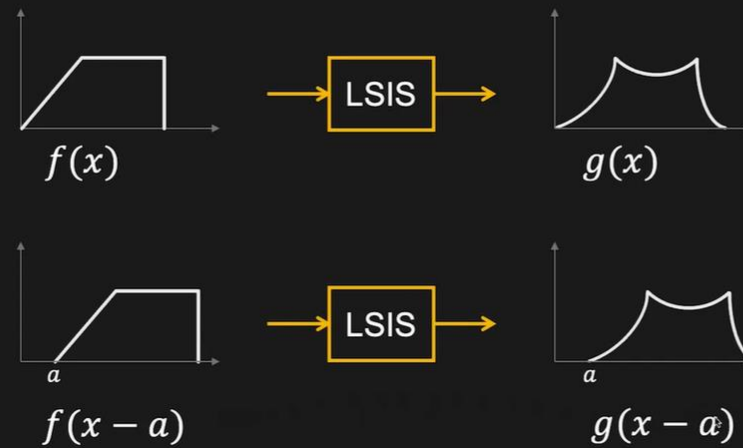 LSIS
f(x)
g(x)
LSIS
a
a
f(x − a)
g(x − a)